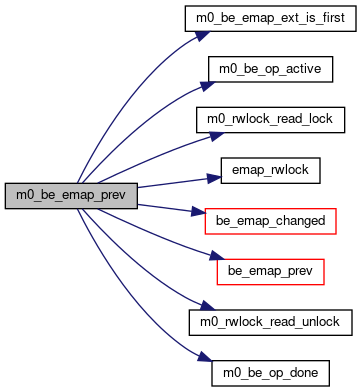 m0_be_emap_ext_is_first
m0_be_op_active
m0_rwlock_read_lock
emap_rwlock
m0_be_emap_prev
be_emap_changed
be_emap_prev
m0_rwlock_read_unlock
m0_be_op_done